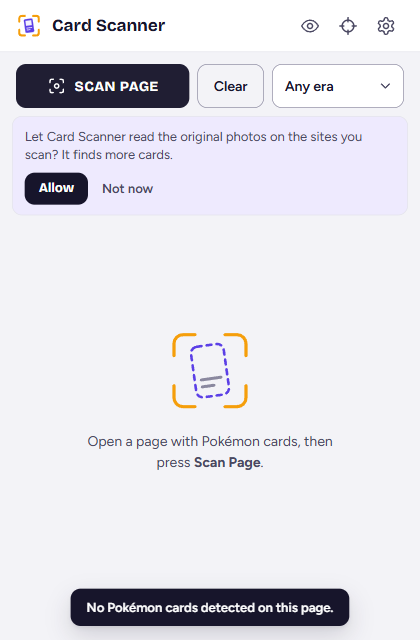 Card Scanner
SCAN PAGE
Clear
Any era
Let Card Scanner read the original photos on the sites you
scan? It finds more cards.
Allow
Not now
Open a page with Pokémon cards, then
press Scan Page.
No Pokémon cards detected on this page.